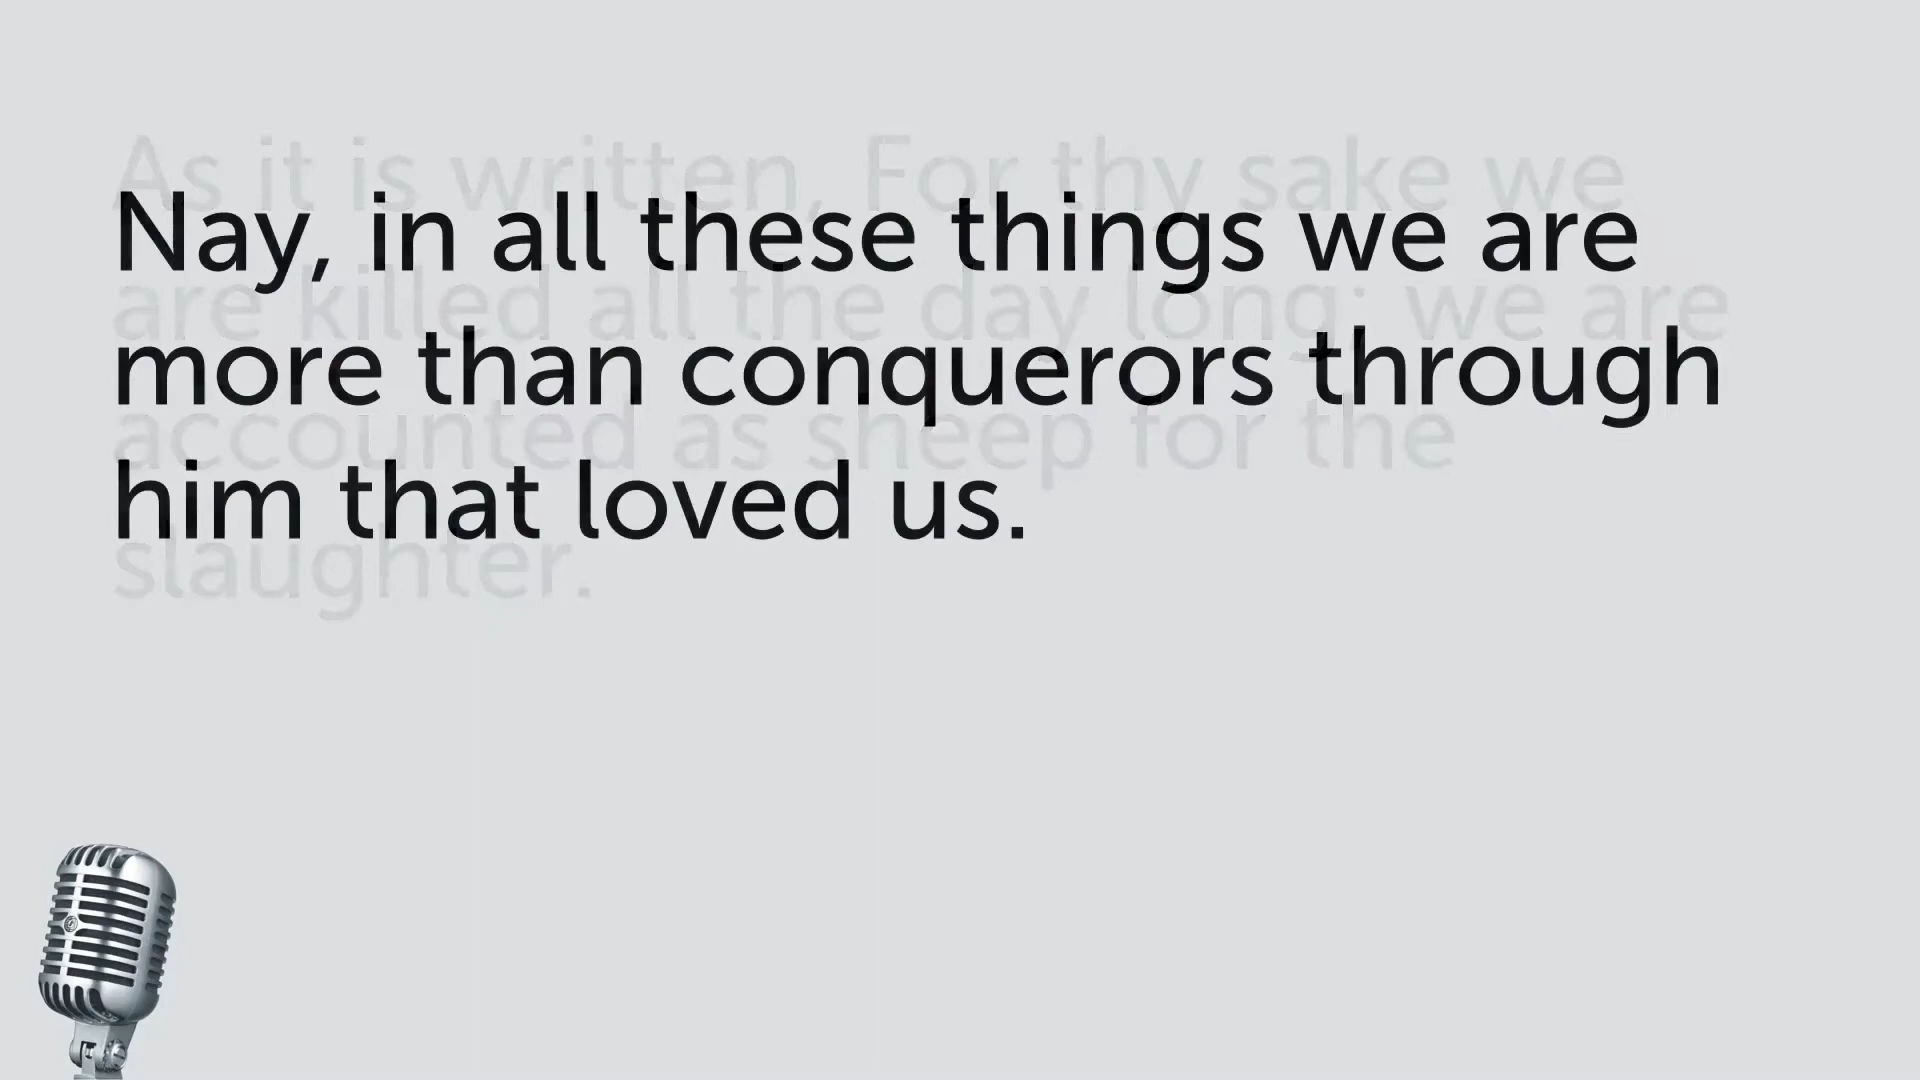 As it is written, For thy sake we
Nay, in all these things we are
are killed all the day long; we are
more than conquerors through
accounted as sheep for the
him that loved us.
slaughter.